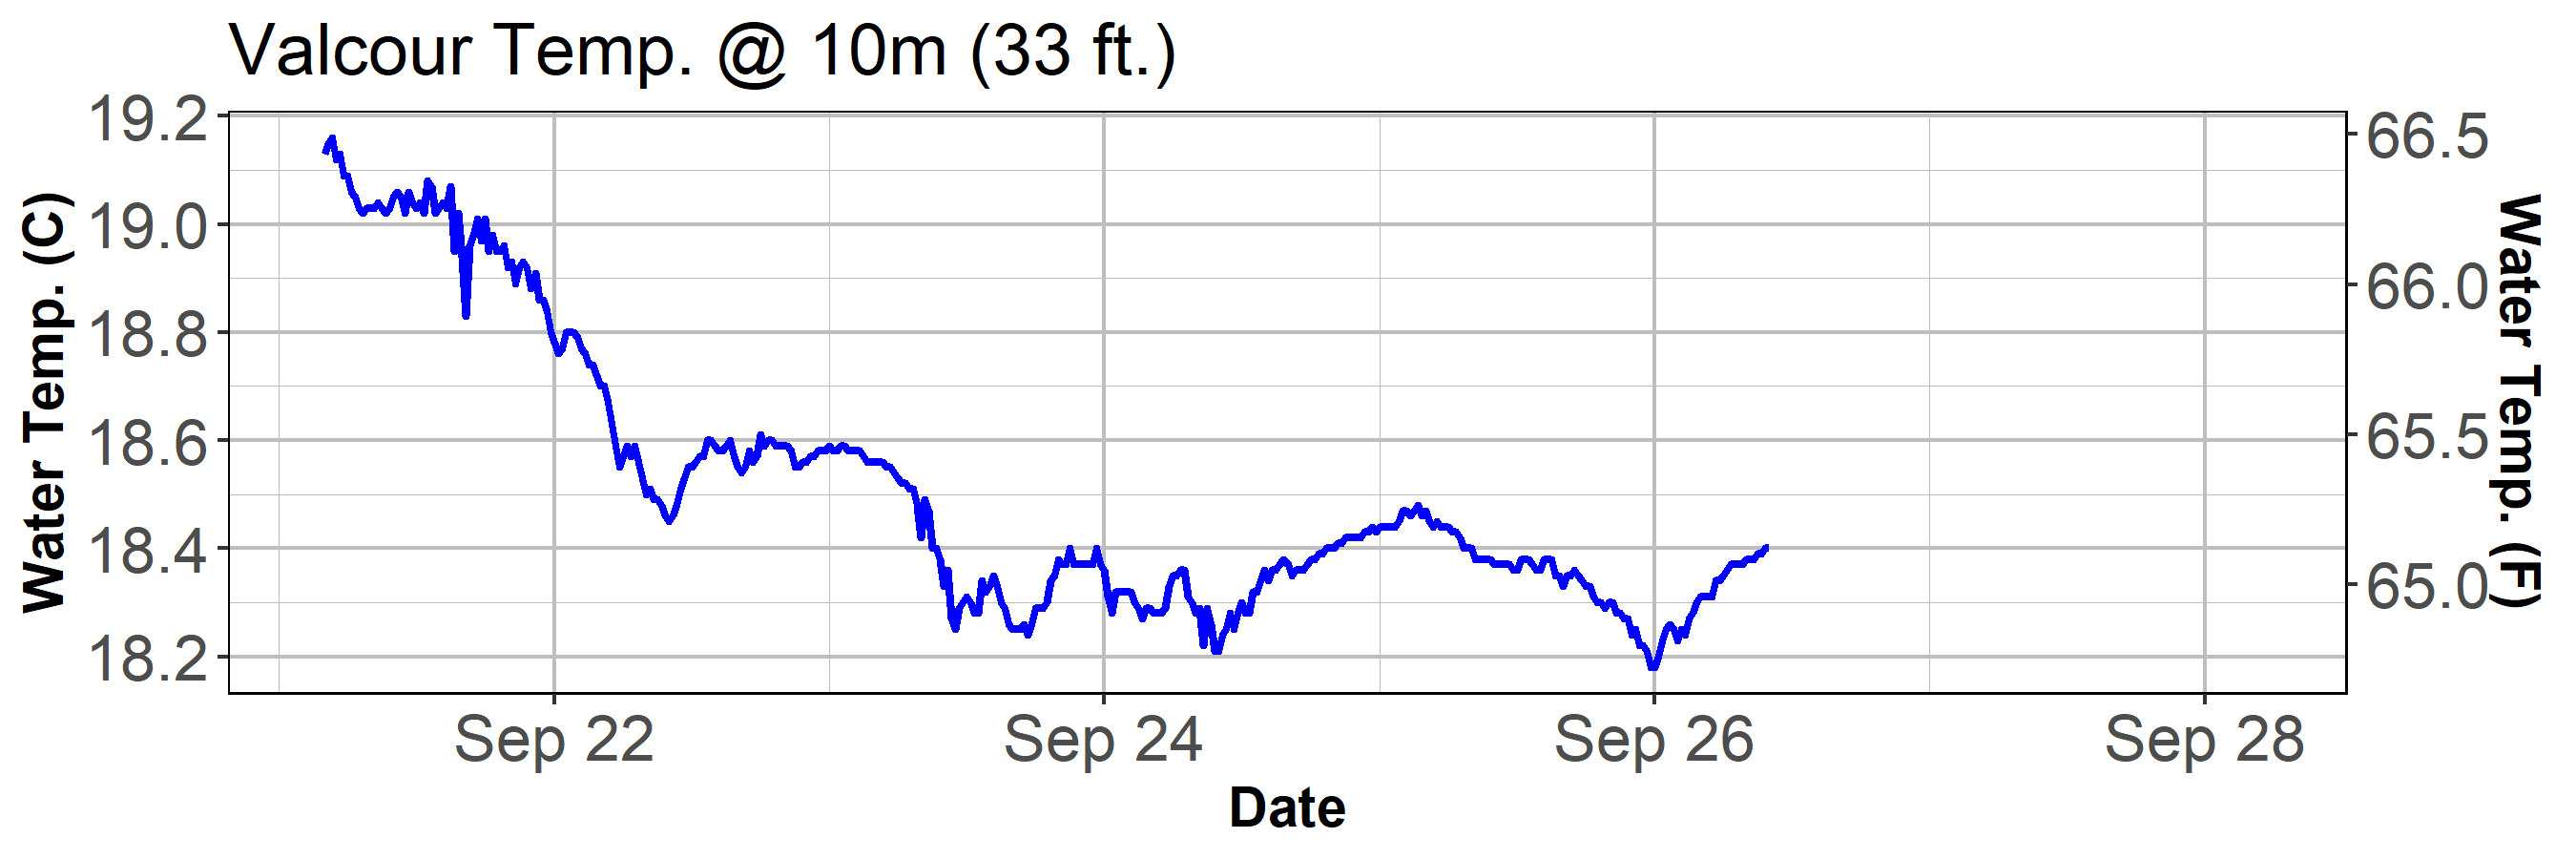 Valcour Temp. @ 10m (33 ft.)
Water Temp. (C)
19.2
19.0
18.8
18.6
18.4
18.2
66.5
66.0
65.5
65.0
Water Temp. (F)
Sep 22
Sep 24
Sep 26
Sep 28
Date